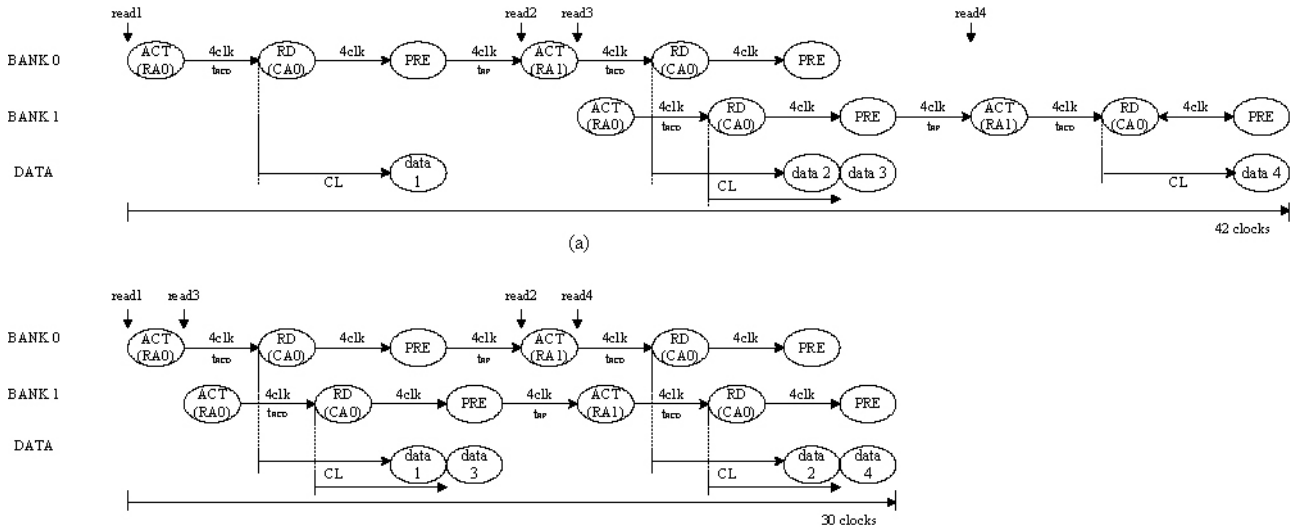 read1 read2 read3 read4
BANK 0 ACT (RA0) 4clk tRCD RD (CA0) 4clk PRE 4clk tRP ACT (RA1) 4clk tRCD RD (CA0) 4clk PRE
BANK 1 ACT (RA0) 4clk tRCD RD (CA0) 4clk PRE 4clk tRP ACT (RA1) 4clk tRCD RD (CA0) 4clk PRE
DATA data 1 data 2 data 3 data 4
CL CL CL
42 clocks
(a)
read1 read3 read2 read4
BANK 0 ACT (RA0) 4clk tRCD RD (CA0) 4clk PRE 4clk tRP ACT (RA1) 4clk tRCD RD (CA0) 4clk PRE
BANK 1 ACT (RA0) 4clk tRCD RD (CA0) 4clk PRE 4clk tRP ACT (RA1) 4clk tRCD RD (CA0) 4clk PRE
DATA data 1 data 3 data 2 data 4
CL CL
30 clocks